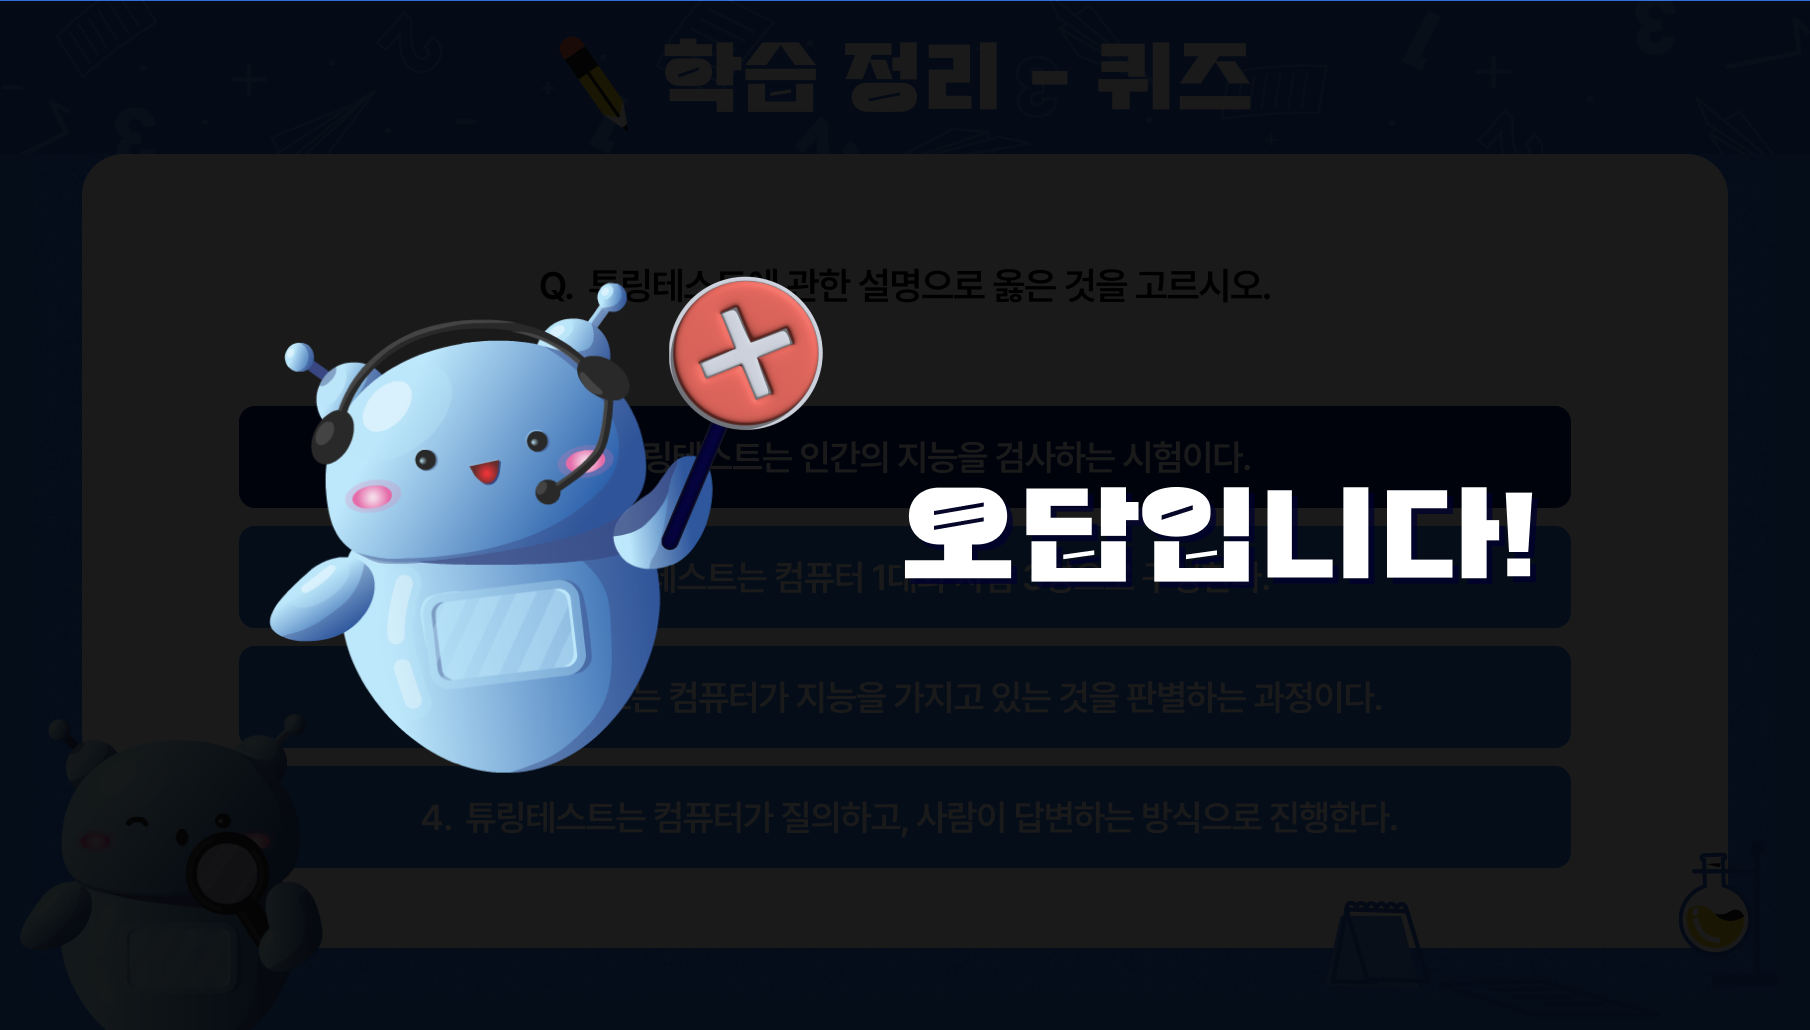 학습 정리 - 퀴즈
Q. 튜링테스트에 관한 설명으로 옳은 것을 고르시오.
링테스트는 인간의 지능을 검사하는 시험이다.
오답입니다!
테스트는 컴퓨터 1대와 사람
는 컴퓨터가 지능을 가지고 있는 것을 판별하는 과정이다.
4. 튜링테스트는 컴퓨터가 질의하고, 사람이 답변하는 방식으로 진행한다.